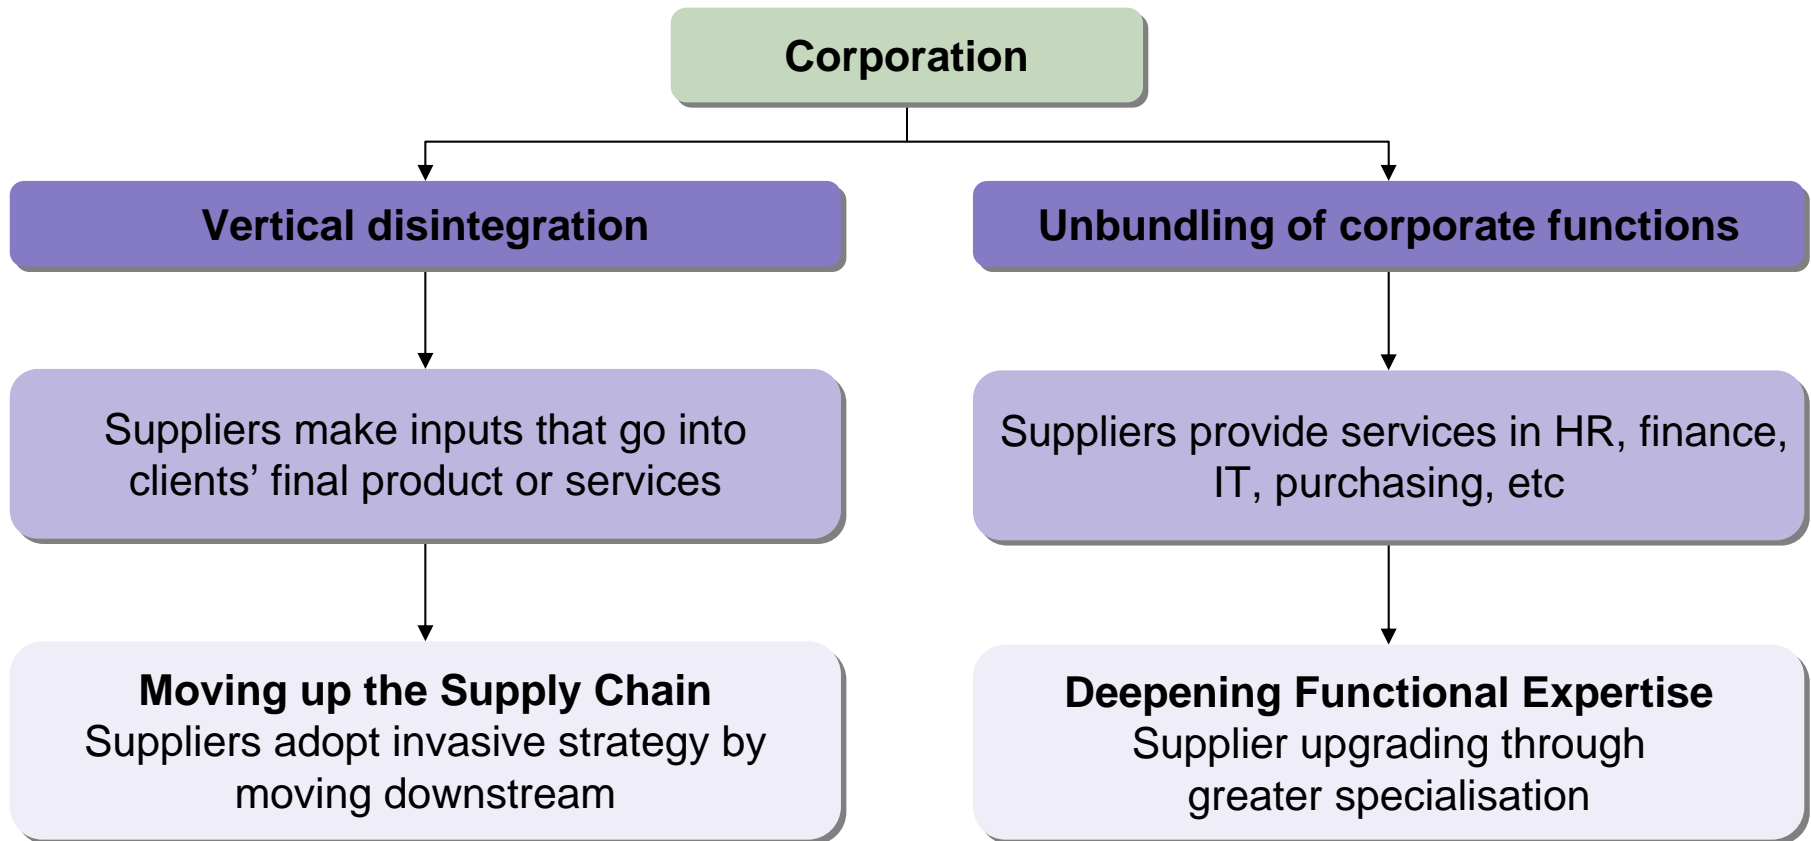 Corporation
Vertical disintegration
Unbundling of corporate functions
Suppliers make inputs that go into
clients’ final product or services
Suppliers provide services in HR, finance,
IT, purchasing, etc
Moving up the Supply Chain
Suppliers adopt invasive strategy by
moving downstream
Deepening Functional Expertise
Supplier upgrading through
greater specialisation